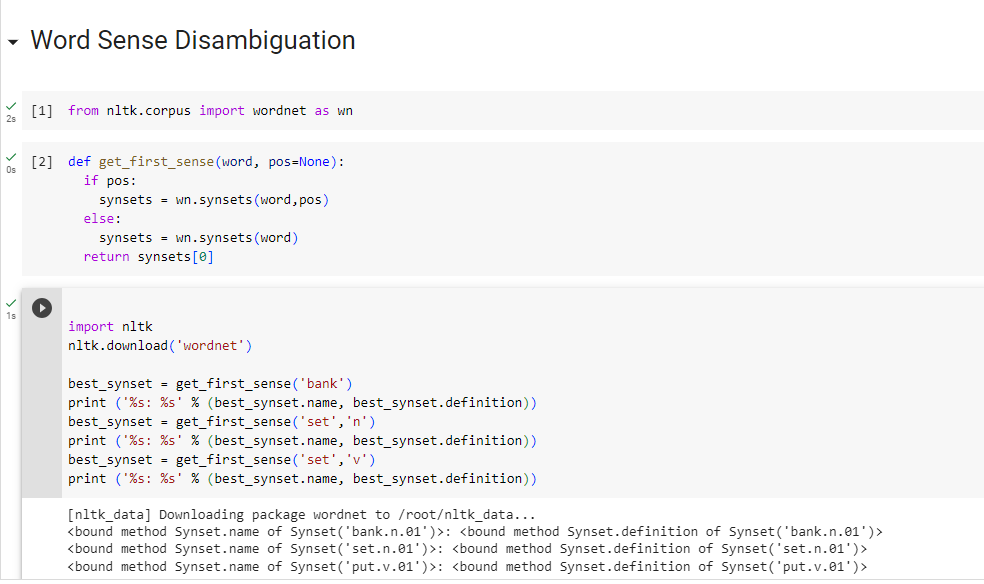 Word Sense Disambiguation
2s [1] from nltk.corpus import wordnet as wn
0s [2] def get_first_sense(word, pos=None):
  if pos:
    synsets = wn.synsets(word,pos)
  else:
    synsets = wn.synsets(word)
  return synsets[0]
1s
import nltk
nltk.download('wordnet')
best_synset = get_first_sense('bank')
print ('%s: %s' % (best_synset.name, best_synset.definition))
best_synset = get_first_sense('set','n')
print ('%s: %s' % (best_synset.name, best_synset.definition))
best_synset = get_first_sense('set','v')
print ('%s: %s' % (best_synset.name, best_synset.definition))
[nltk_data] Downloading package wordnet to /root/nltk_data...
<bound method Synset.name of Synset('bank.n.01')>: <bound method Synset.definition of Synset('bank.n.01')>
<bound method Synset.name of Synset('set.n.01')>: <bound method Synset.definition of Synset('set.n.01')>
<bound method Synset.name of Synset('put.v.01')>: <bound method Synset.definition of Synset('put.v.01')>